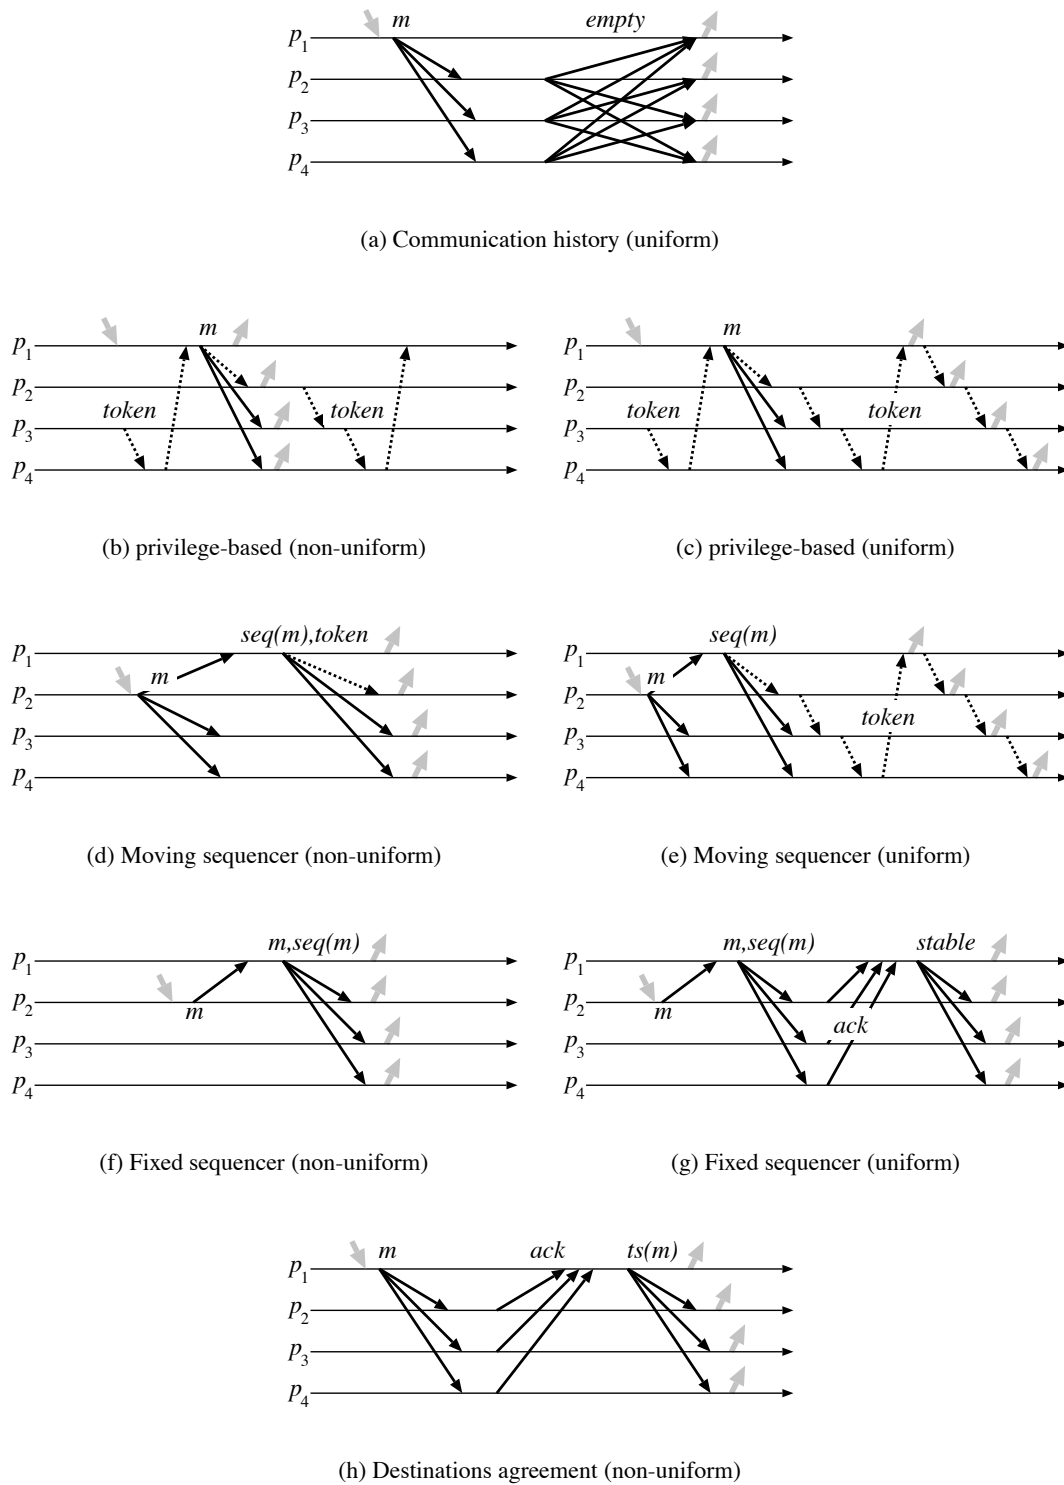 m empty
p1
p2
p3
p4
(a) Communication history (uniform)
m
p1
p2
token token
p3
p4
(b) privilege-based (non-uniform)
m
p1
p2
token token
p3
p4
(c) privilege-based (uniform)
seq(m),token
p1
m
p2
p3
p4
(d) Moving sequencer (non-uniform)
seq(m)
p1
m
p2
token
p3
p4
(e) Moving sequencer (uniform)
m,seq(m)
p1
p2
m
p3
p4
(f) Fixed sequencer (non-uniform)
m,seq(m) stable
p1
p2
m
ack
p3
p4
(g) Fixed sequencer (uniform)
m ack ts(m)
p1
p2
p3
p4
(h) Destinations agreement (non-uniform)